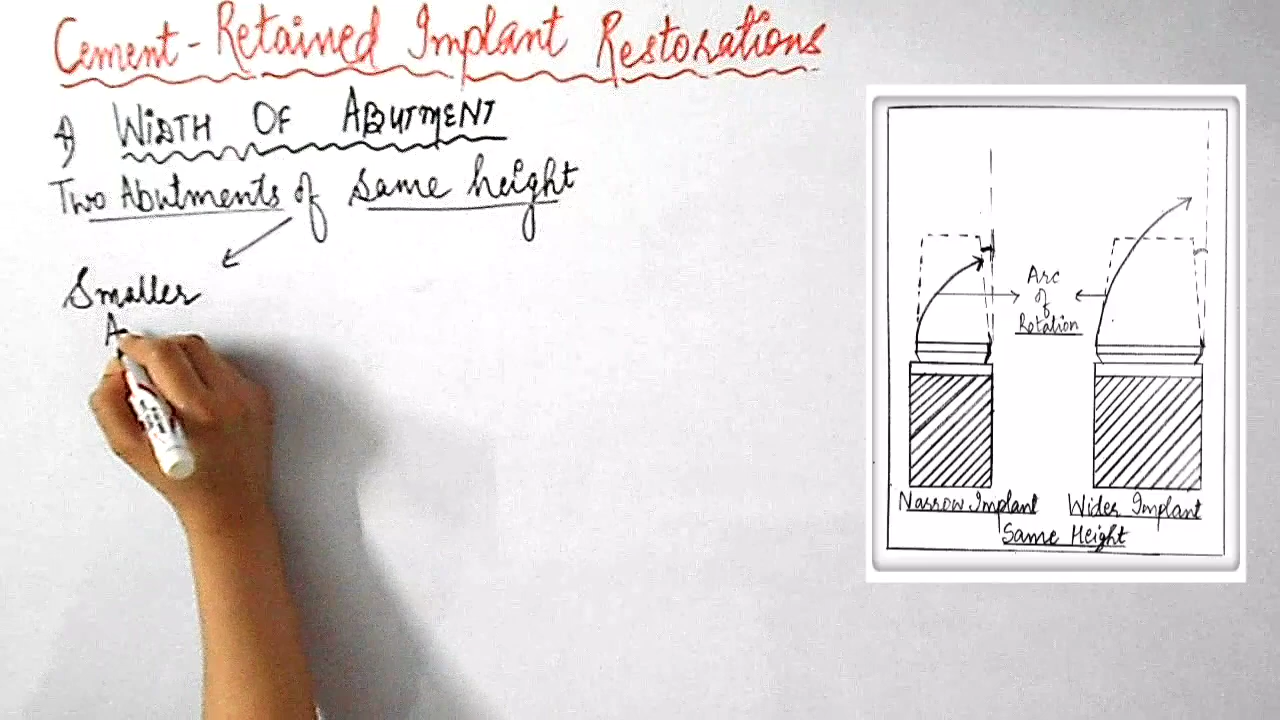 Cement-Retained Implant Restorations
1) WIDTH OF ABUTMENT
Two Abutments of same height
Smaller
A
Arc
of
Rotation
Narrow Implant Wider Implant
Same Height